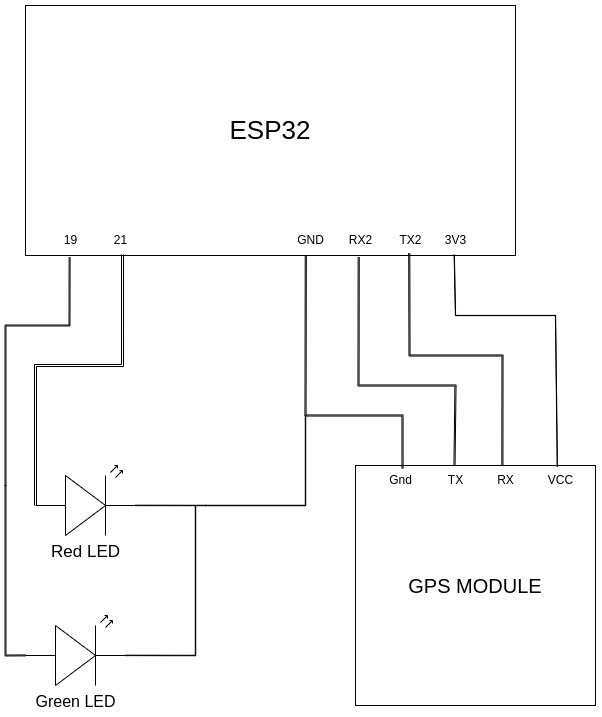 ESP32
19 21 GND RX2 TX2 3V3
Gnd TX RX VCC
Red LED
GPS MODULE
Green LED